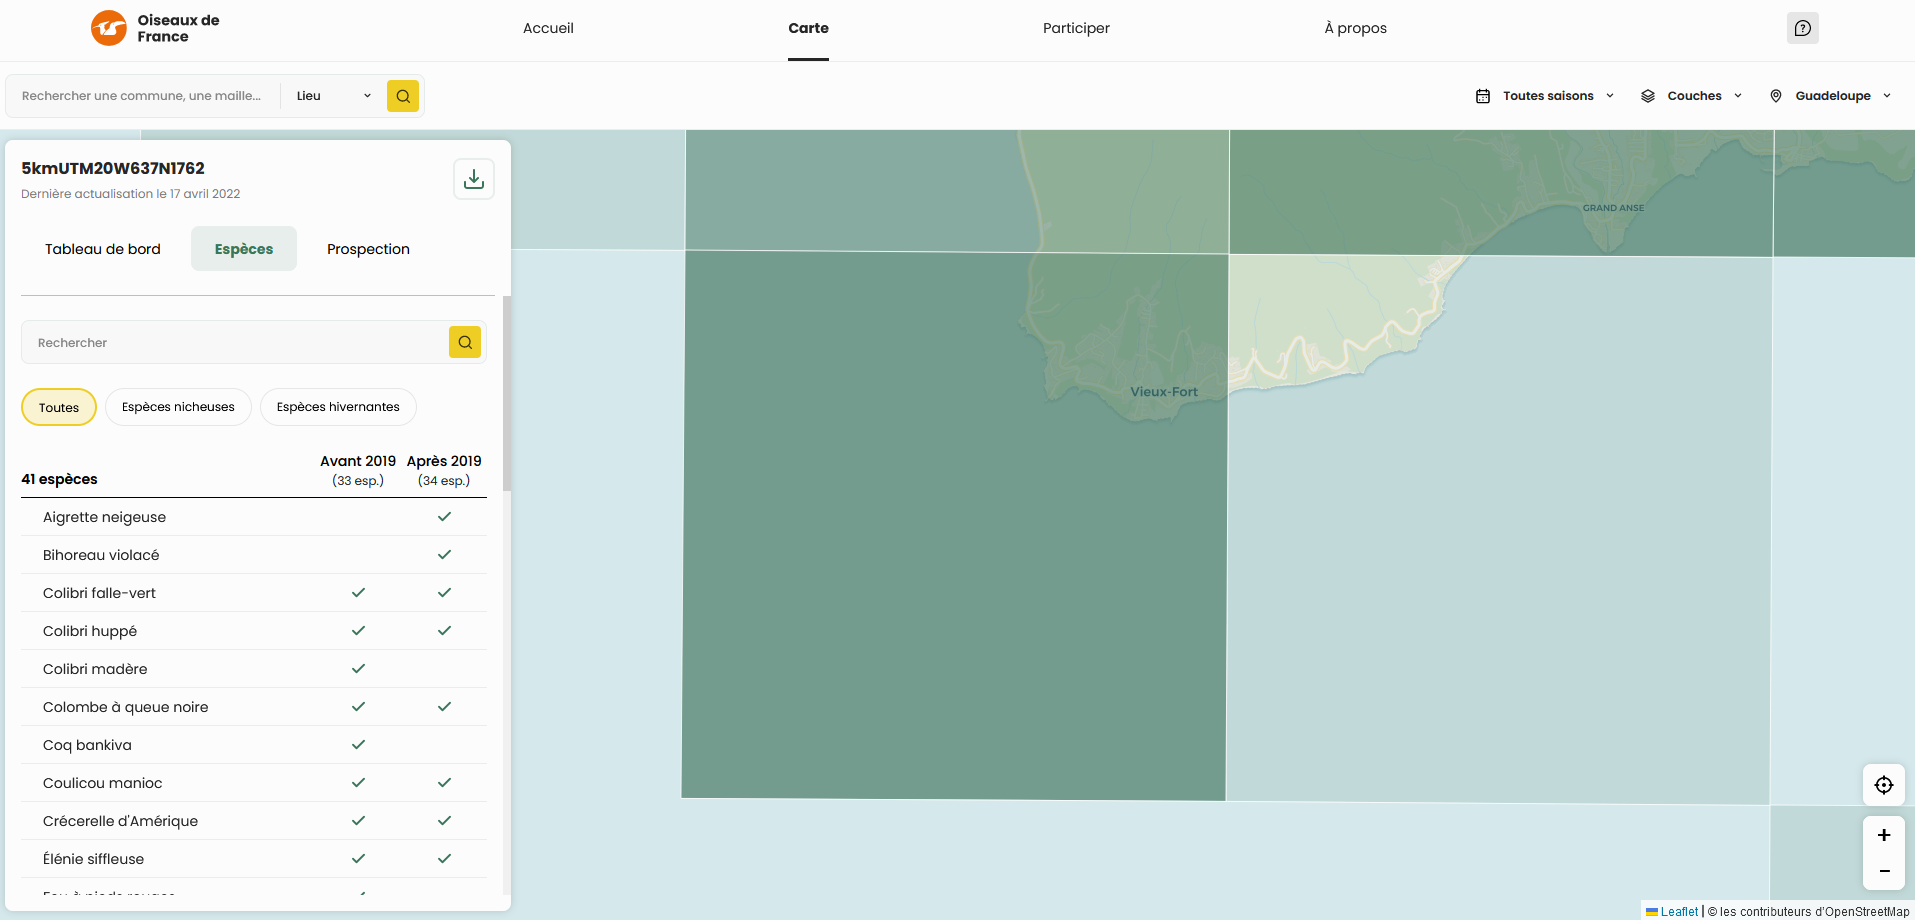 Oiseaux de
France
Accueil
Carte
Participer
À propos
Rechercher une commune, une maille...
Lieu
Toutes saisons
Couches
Guadeloupe
5kmUTM20W637N1762
Dernière actualisation le 17 avril 2022
Tableau de bord
Espèces
Prospection
Rechercher
Toutes
Espèces nicheuses
Espèces hivernantes
41 espèces
Avant 2019
(33 esp.)
Après 2019
(34 esp.)
Aigrette neigeuse
Bihoreau violacé
Colibri falle-vert
Colibri huppé
Colibri madère
Colombe à queue noire
Coq bankiva
Coulicou manioc
Crécerelle d'Amérique
Élénie siffleuse
Fou à pieds rouges
GRAND ANSE
Vieux-Fort
+
−
Leaflet | © les contributeurs d'OpenStreetMap